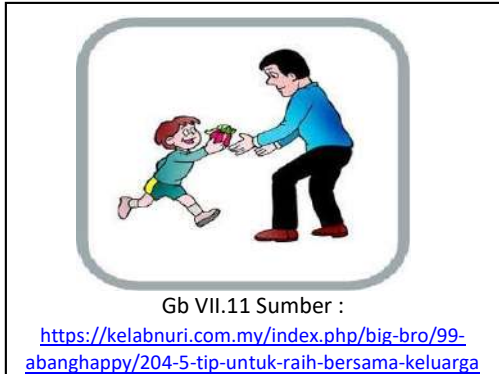 Gb VII.11 Sumber :
https://kelabnuri.com.my/index.php/big-bro/99-
abanghappy/204-5-tip-untuk-raih-bersama-keluarga